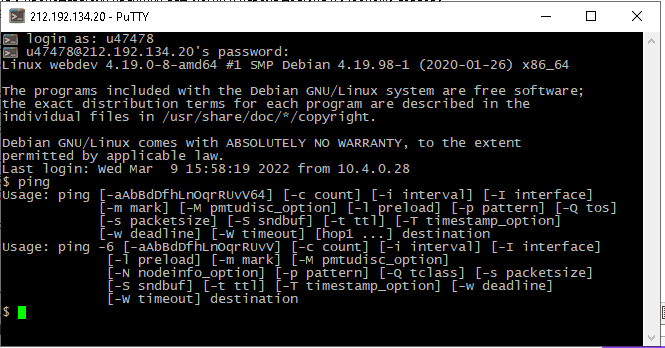 212.192.134.20 - PuTTY
login as: u47478
u47478@212.192.134.20's password:
Linux webdev 4.19.0-8-amd64 #1 SMP Debian 4.19.98-1 (2020-01-26) x86_64
The programs included with the Debian GNU/Linux system are free software;
the exact distribution terms for each program are described in the
individual files in /usr/share/doc/*/copyright.
Debian GNU/Linux comes with ABSOLUTELY NO WARRANTY, to the extent
permitted by applicable law.
Last login: Wed Mar  9 15:58:19 2022 from 10.4.0.28
$ ping
Usage: ping [-aAbBdDfhLnOqrRUvV64] [-c count] [-i interval] [-I interface]
[-m mark] [-M pmtudisc_option] [-l preload] [-p pattern] [-Q tos]
[-s packetsize] [-S sndbuf] [-t ttl] [-T timestamp_option]
[-w deadline] [-W timeout] [hop1 ...] destination
Usage: ping -6 [-aAbBdDfhLnOqrRUvV] [-c count] [-i interval] [-I interface]
[-l preload] [-m mark] [-M pmtudisc_option]
[-N nodeinfo_option] [-p pattern] [-Q tclass] [-s packetsize]
[-S sndbuf] [-t ttl] [-T timestamp_option] [-w deadline]
[-W timeout] destination
$